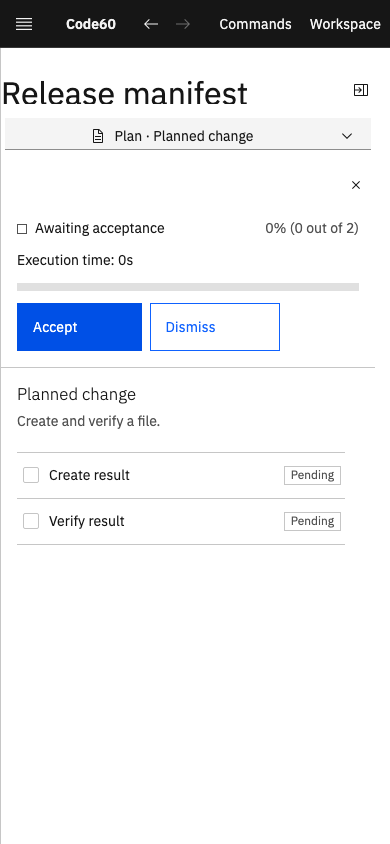 Code60
Commands
Workspace
Release manifest
Plan · Planned change
Awaiting acceptance
0% (0 out of 2)
Execution time: 0s
Accept
Dismiss
Planned change
Create and verify a file.
Create result
Pending
Verify result
Pending